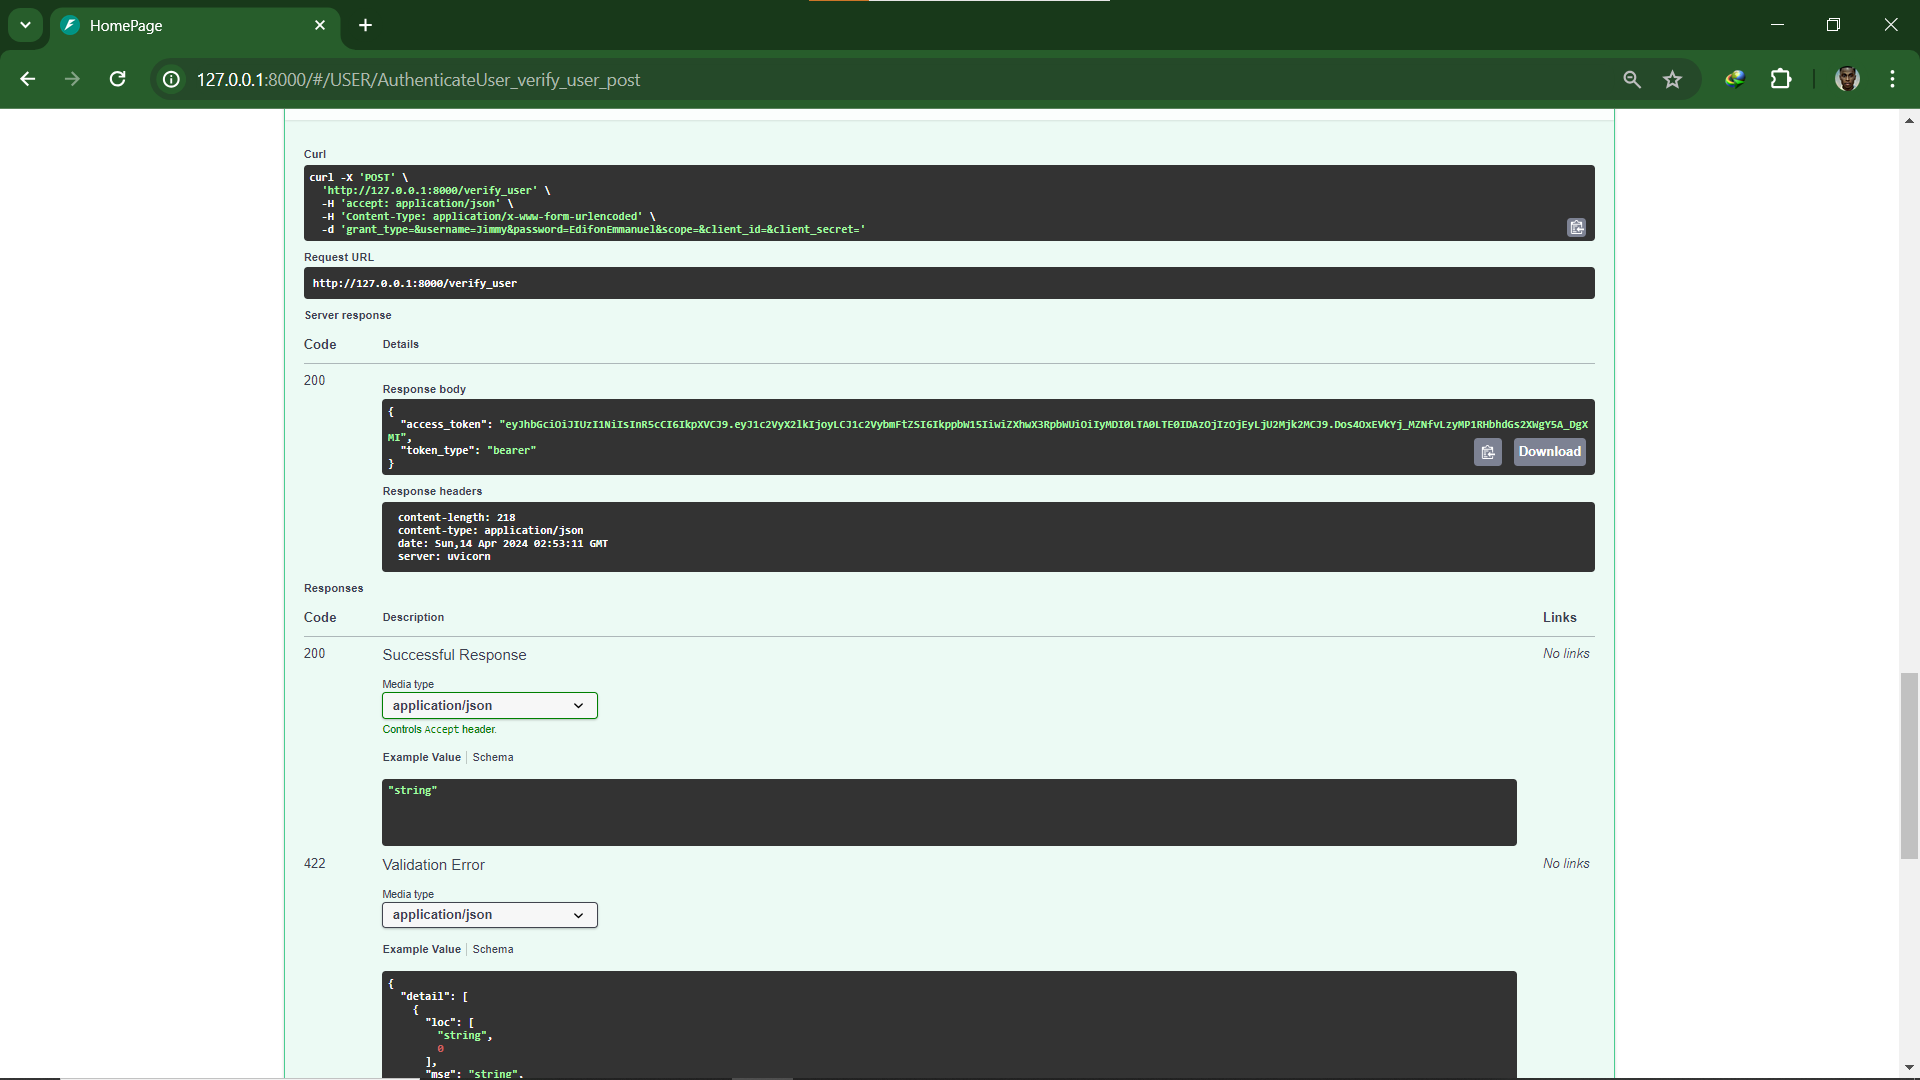 HomePage
127.0.0.1:8000/#/USER/AuthenticateUser_verify_user_post
Curl
curl -X 'POST' \
'http://127.0.0.1:8000/verify_user' \
-H 'accept: application/json' \
-H 'Content-Type: application/x-www-form-urlencoded' \
-d 'grant_type=&username=Jimmy&password=EdifonEmmanuel&scope=&client_id=&client_secret='
Request URL
http://127.0.0.1:8000/verify_user
Server response
Code Details
200
Response body
{
"access_token": "eyJhbGciOiJIUzI1NiIsInR5cCI6IkpXVCJ9.eyJ1c2VyX2lkIjoyLCJ1c2VybmFtZSI6IkppbW15IiwiZXhwX3RpbWUiOiIyMDI0LTA0LTE0IDAzOjIzOjEyLjU2Mjk2MCJ9.Dos4OxEVkYj_MZNfvLzyMP1RHbhdGs2XWgY5A_DgX
MI",
"token_type": "bearer"
}
Download
Response headers
content-length: 218
content-type: application/json
date: Sun,14 Apr 2024 02:53:11 GMT
server: uvicorn
Responses
Code Description Links
200 Successful Response No links
Media type
application/json
Controls Accept header.
Example Value Schema
"string"
422 Validation Error No links
Media type
application/json
Example Value Schema
{
"detail": [
{
"loc": [
"string",
0
],
"msg": "string",